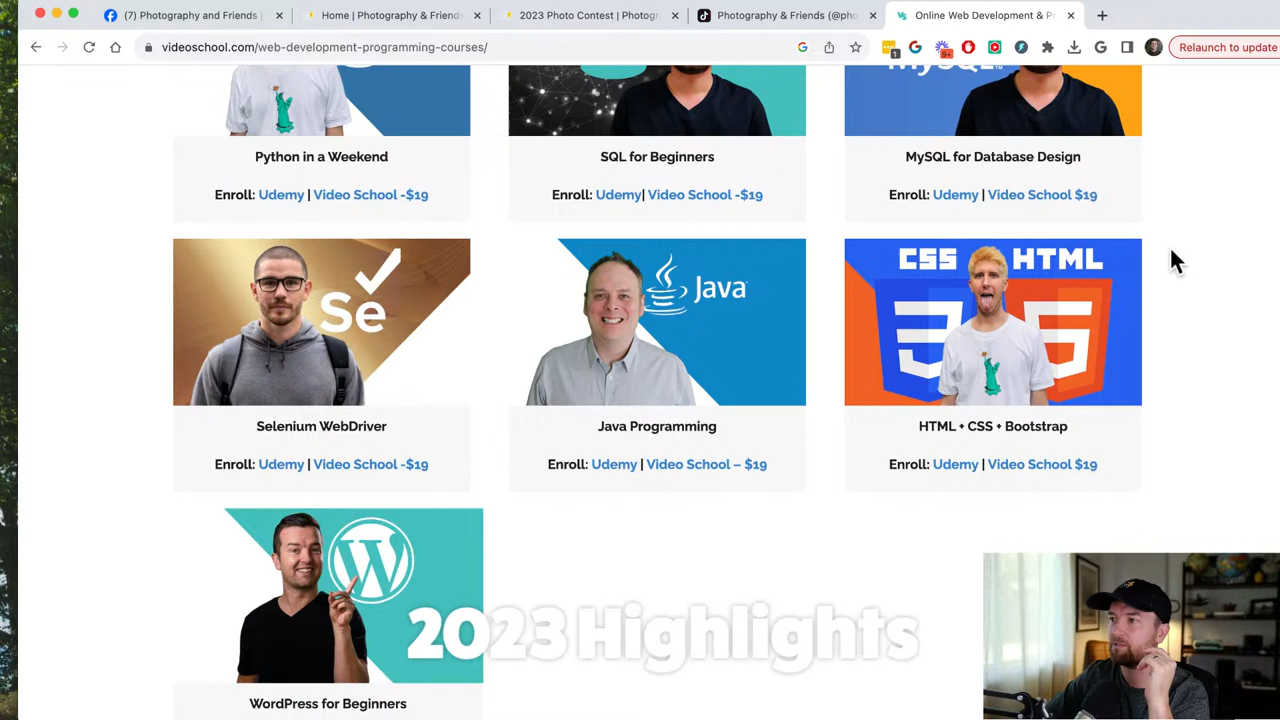 (7) Photography and Friends |
Home | Photography & Friends
2023 Photo Contest | Photog
Photography & Friends (@pho
Online Web Development & Pr
videoschool.com/web-development-programming-courses/
1
9+
Relaunch to update
MySQL
Python in a Weekend
SQL for Beginners
MySQL for Database Design
Enroll: Udemy | Video School -$19
Enroll: Udemy| Video School -$19
Enroll: Udemy | Video School $19
Se
Java
CSS HTML
Selenium WebDriver
Java Programming
HTML + CSS + Bootstrap
Enroll: Udemy | Video School -$19
Enroll: Udemy | Video School – $19
Enroll: Udemy | Video School $19
W
2023 Highlights
WordPress for Beginners